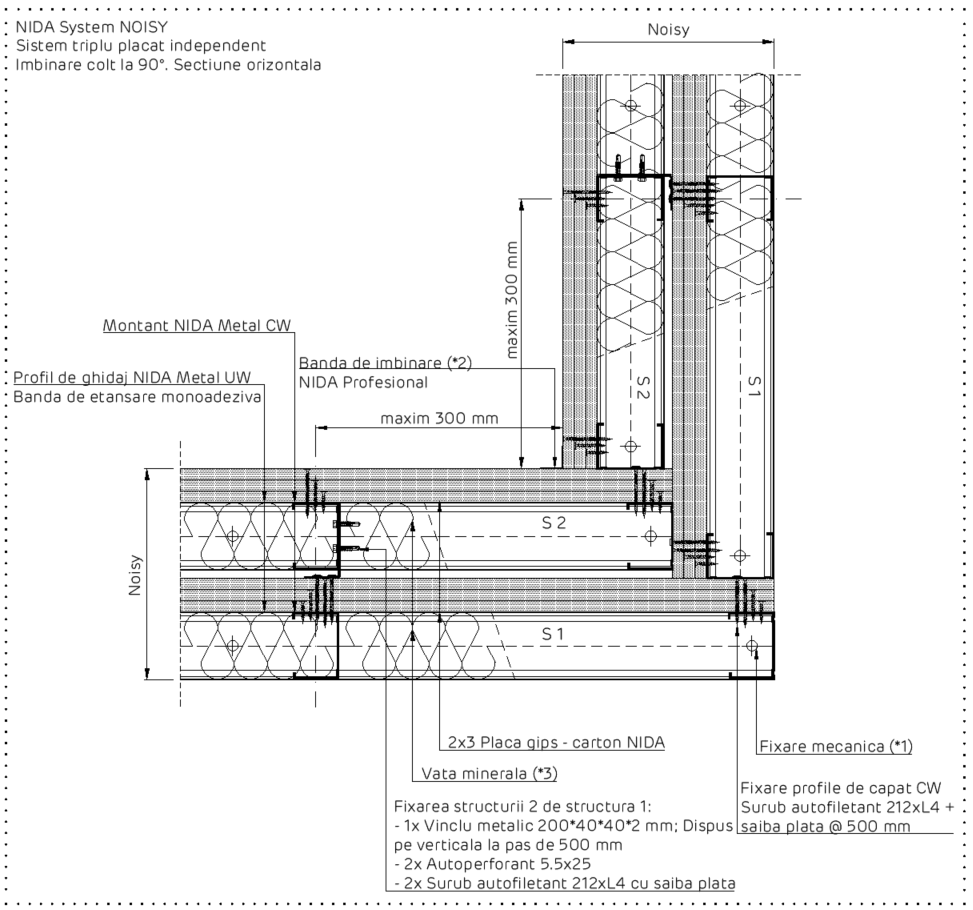 NIDA System NOISY
Sistem triplu placat independent
Imbinare colt la 90°. Sectiune orizontala
Noisy
maxim 300 mm
Montant NIDA Metal CW
Banda de imbinare (*2)
NIDA Profesional
Profil de ghidaj NIDA Metal UW
Banda de etansare monoadeziva
maxim 300 mm
S 2
S 1
S 2
Noisy
S 1
2x3 Placa gips - carton NIDA
Fixare mecanica (*1)
Vata minerala (*3)
Fixare profile de capat CW
Surub autofiletant 212xL4 +
saiba plata @ 500 mm
Fixarea structurii 2 de structura 1:
- 1x Vinclu metalic 200*40*40*2 mm; Dispus
pe verticala la pas de 500 mm
- 2x Autoperforant 5.5x25
- 2x Surub autofiletant 212xL4 cu saiba plata